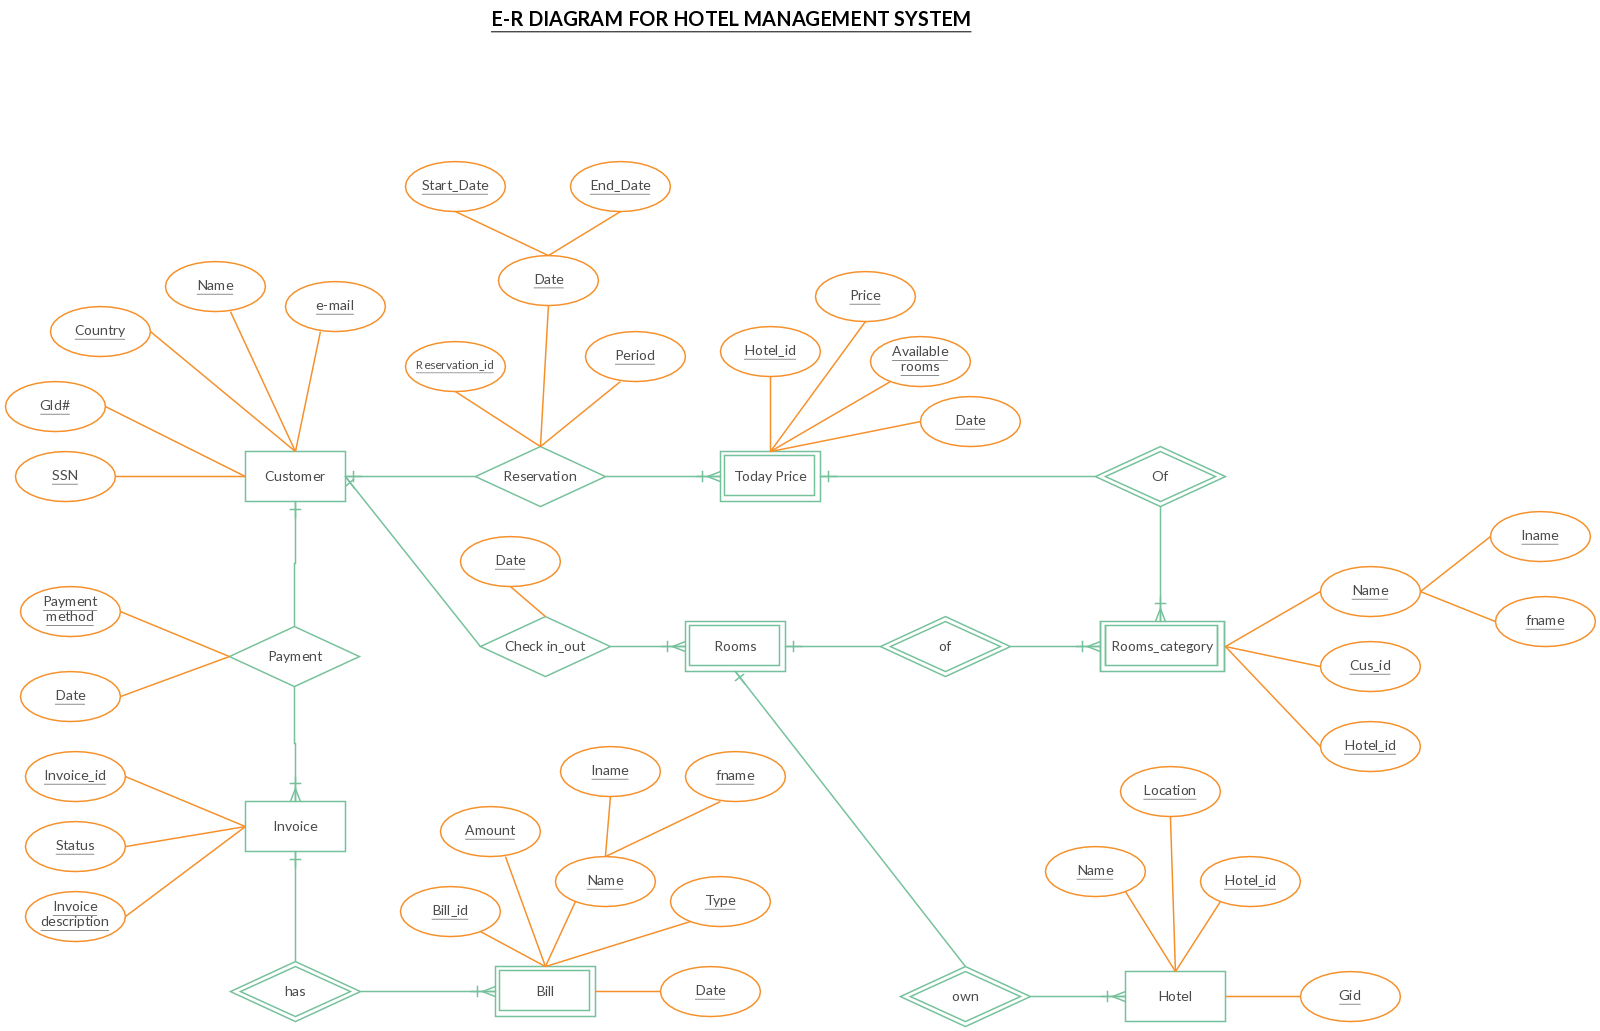 E-R DIAGRAM FOR HOTEL MANAGEMENT SYSTEM
Start_Date
End_Date
Date
Name
e-mail
Country
Reservation_id
Period
Hotel_id
Price
Available
rooms
Date
GId#
SSN
Customer
Reservation
Today Price
Of
Date
Payment
method
Payment
Date
Check in_out
Rooms
of
Rooms_category
Name
lname
fname
Cus_id
Hotel_id
Invoice_id
Status
Invoice
description
Invoice
lname
fname
Amount
Name
Bill_id
Type
Location
Name
Hotel_id
has
Bill
Date
own
Hotel
Gid